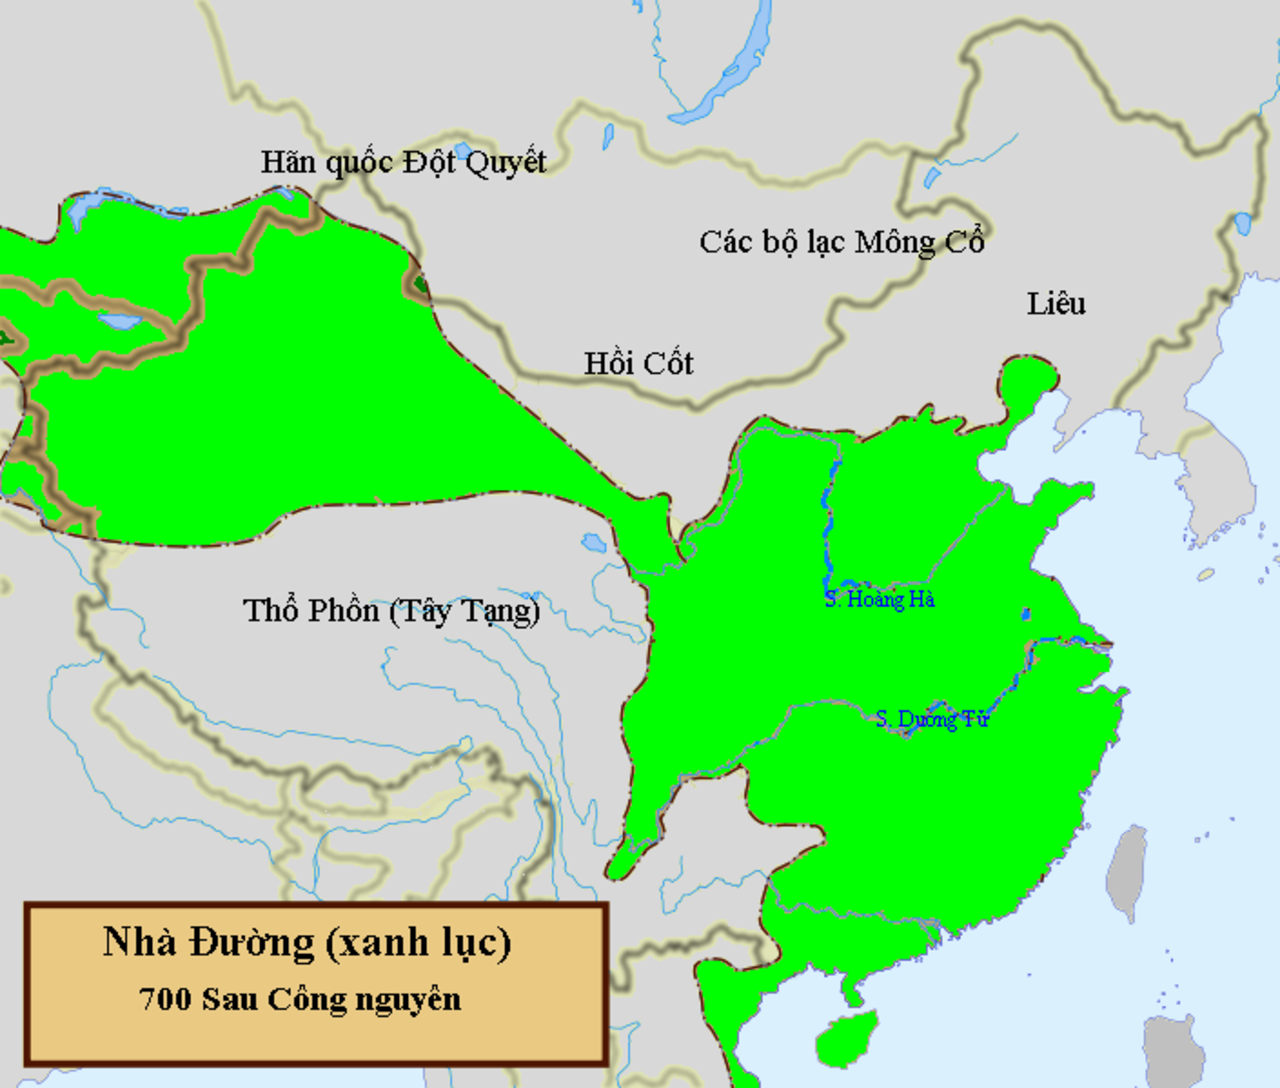 Hãn quốc Đột Quyết
Các bộ lạc Mông Cổ
Liêu
Hồi Cốt
S. Hoàng Hà
Thổ Phồn (Tây Tạng)
S. Dương Tử
Nhà Đường (xanh lục)
700 Sau Công nguyên